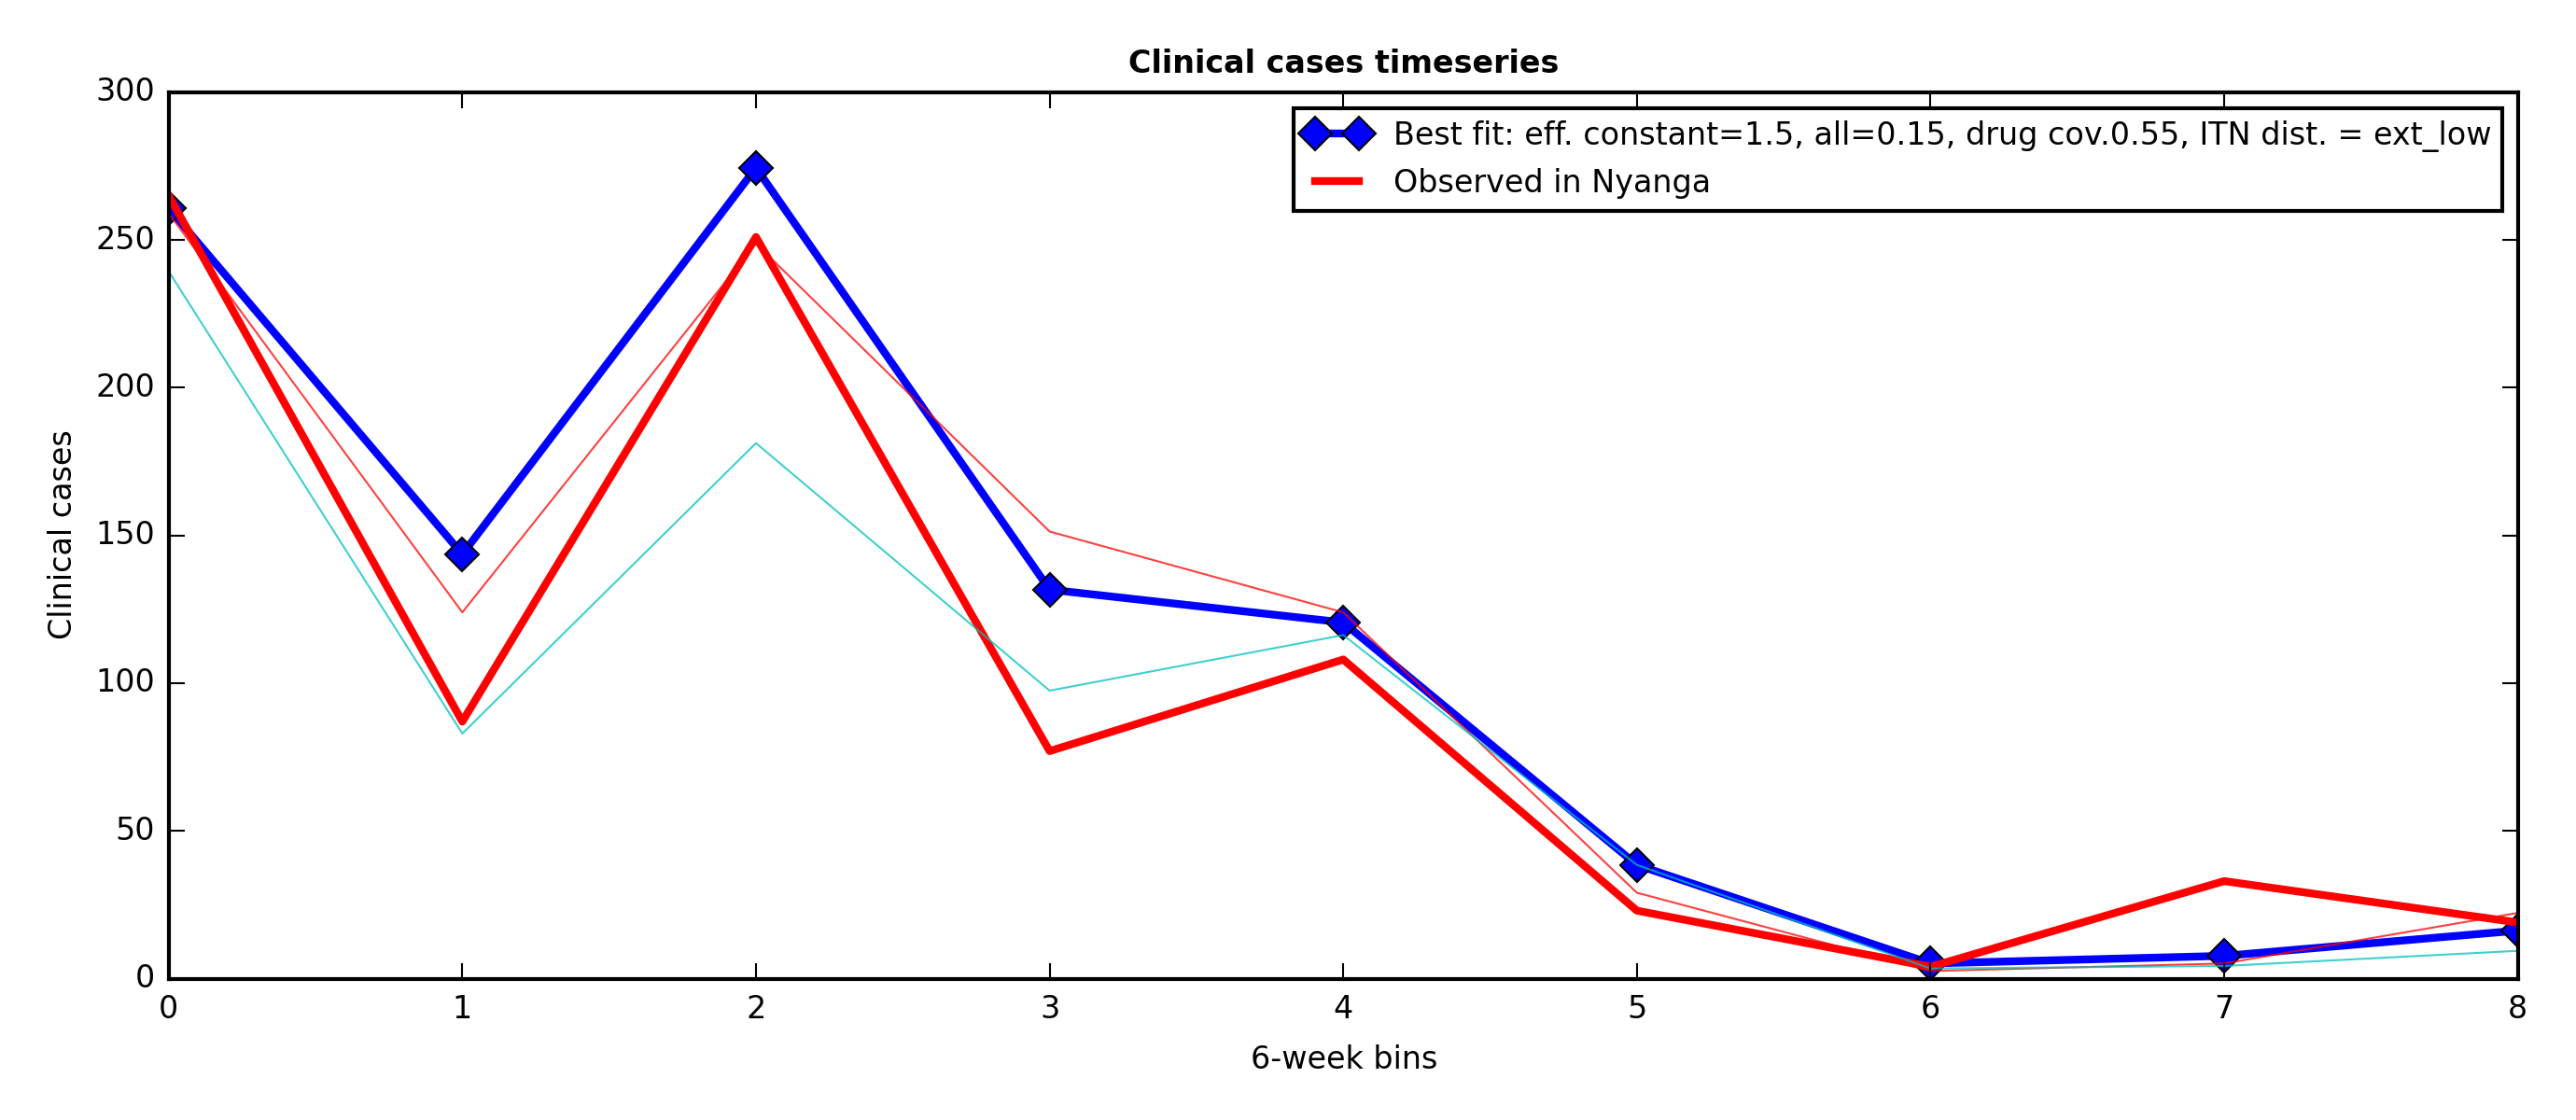 Clinical cases timeseries
300
250
200
150
100
50
0
Clinical cases
Best fit: eff. constant=1.5, all=0.15, drug cov.0.55, ITN dist. = ext_low
Observed in Nyanga
0 1 2 3 4 5 6 7 8
6-week bins